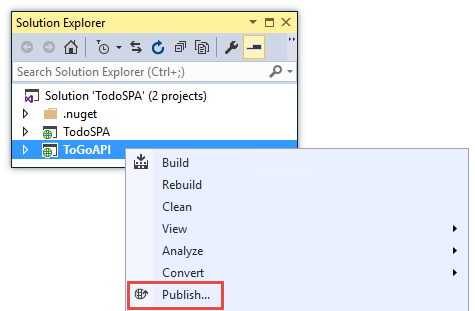 Solution Explorer
Search Solution Explorer (Ctrl+;)
Solution 'TodoSPA' (2 projects)
.nuget
TodoSPA
ToGoAPI
Build
Rebuild
Clean
View
Analyze
Convert
Publish...